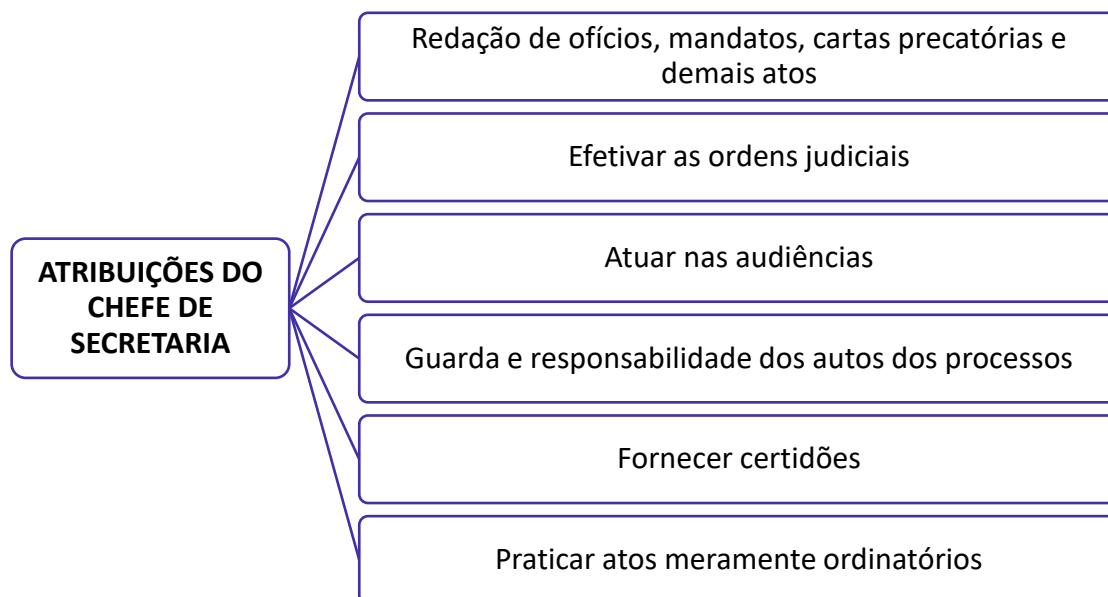 Redação de ofícios, mandatos, cartas precatórias e
demais atos
Efetivar as ordens judiciais
Atuar nas audiências
ATRIBUIÇÕES DO
CHEFE DE
SECRETARIA
Guarda e responsabilidade dos autos dos processos
Fornecer certidões
Praticar atos meramente ordinatórios